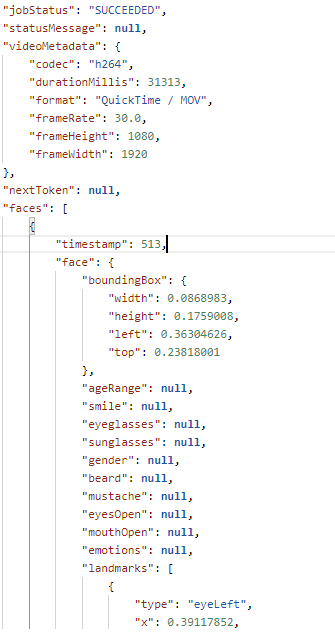 "jobStatus": "SUCCEEDED",
"statusMessage": null,
"videoMetadata": {
"codec": "h264",
"durationMillis": 31313,
"format": "QuickTime / MOV",
"frameRate": 30.0,
"frameHeight": 1080,
"frameWidth": 1920
},
"nextToken": null,
"faces": [
{
"timestamp": 513,
"face": {
"boundingBox": {
"width": 0.0868983,
"height": 0.1759008,
"left": 0.36304626,
"top": 0.23818001
},
"ageRange": null,
"smile": null,
"eyeglasses": null,
"sunglasses": null,
"gender": null,
"beard": null,
"mustache": null,
"eyesOpen": null,
"mouthOpen": null,
"emotions": null,
"landmarks": [
{
"type": "eyeLeft",
"x": 0.39117852,